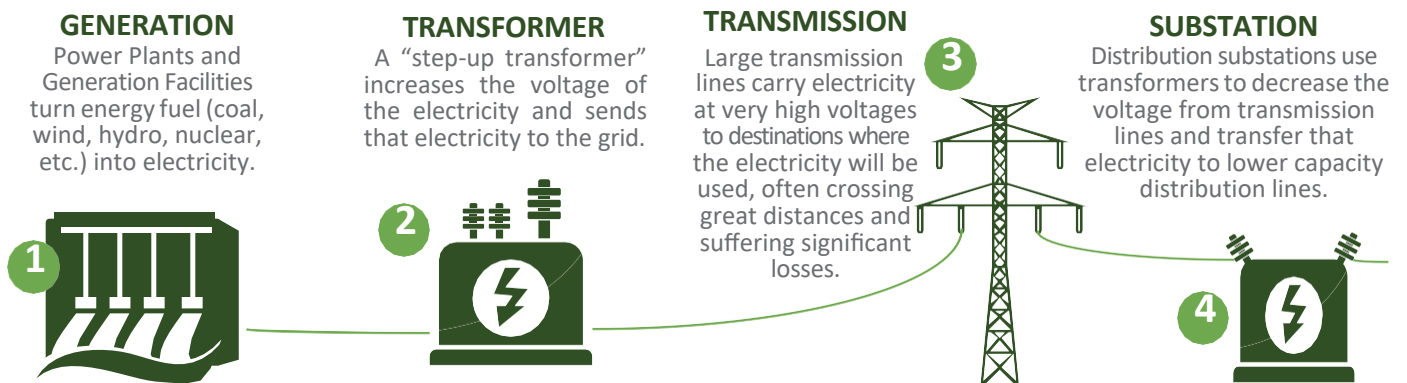 GENERATION
Power Plants and
Generation Facilities
turn energy fuel (coal,
wind, hydro, nuclear,
etc.) into electricity.
1
TRANSFORMER
A “step-up transformer”
increases the voltage of
the electricity and sends
that electricity to the grid.
2
TRANSMISSION
Large transmission
lines carry electricity
at very high voltages
to destinations where
the electricity will be
used, often crossing
great distances and
suffering significant
losses.
3
SUBSTATION
Distribution substations use
transformers to decrease the
voltage from transmission
lines and transfer that
electricity to lower capacity
distribution lines.
4